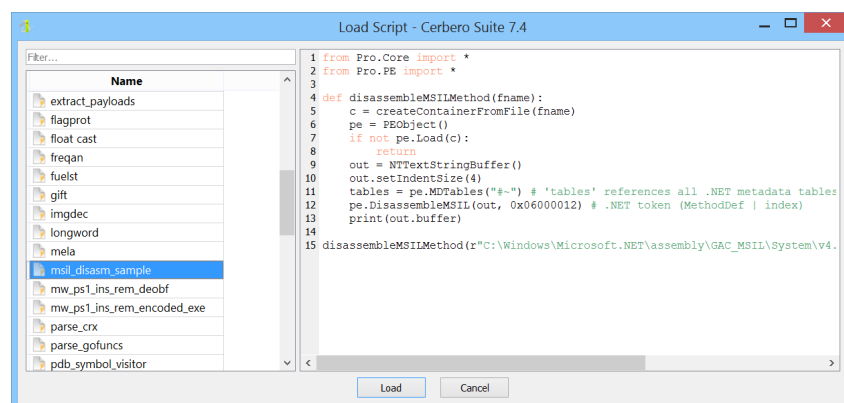 Load Script - Cerbero Suite 7.4
Filter...
Name
extract_payloads
flagprot
float cast
freqan
fuelst
gift
imgdec
longword
mela
msil_disasm_sample
mw_ps1_ins_rem_deobf
mw_ps1_ins_rem_encoded_exe
parse_crx
parse_gofuncs
pdb_symbol_visitor
1 from Pro.Core import *
2 from Pro.PE import *
3
4 def disassembleMSILMethod(fname):
5     c = createContainerFromFile(fname)
6     pe = PEObject()
7     if not pe.Load(c):
8         return
9     out = NTTextStringBuffer()
10     out.setIndentSize(4)
11     tables = pe.MDTables("#~") # 'tables' references all .NET metadata tables
12     pe.DisassembleMSIL(out, 0x06000012) # .NET token (MethodDef | index)
13     print(out.buffer)
14
15 disassembleMSILMethod(r"C:\Windows\Microsoft.NET\assembly\GAC_MSIL\System\v4.
Load
Cancel